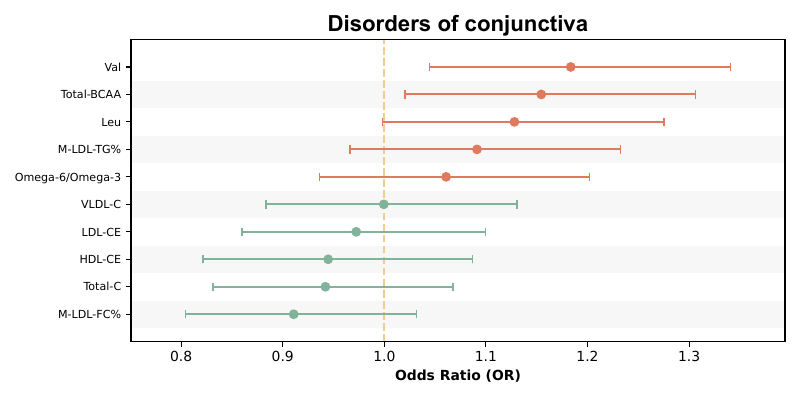 Disorders of conjunctiva
Val
Total-BCAA
Leu
M-LDL-TG%
Omega-6/Omega-3
VLDL-C
LDL-CE
HDL-CE
Total-C
M-LDL-FC%
0.8 0.9 1.0 1.1 1.2 1.3
Odds Ratio (OR)